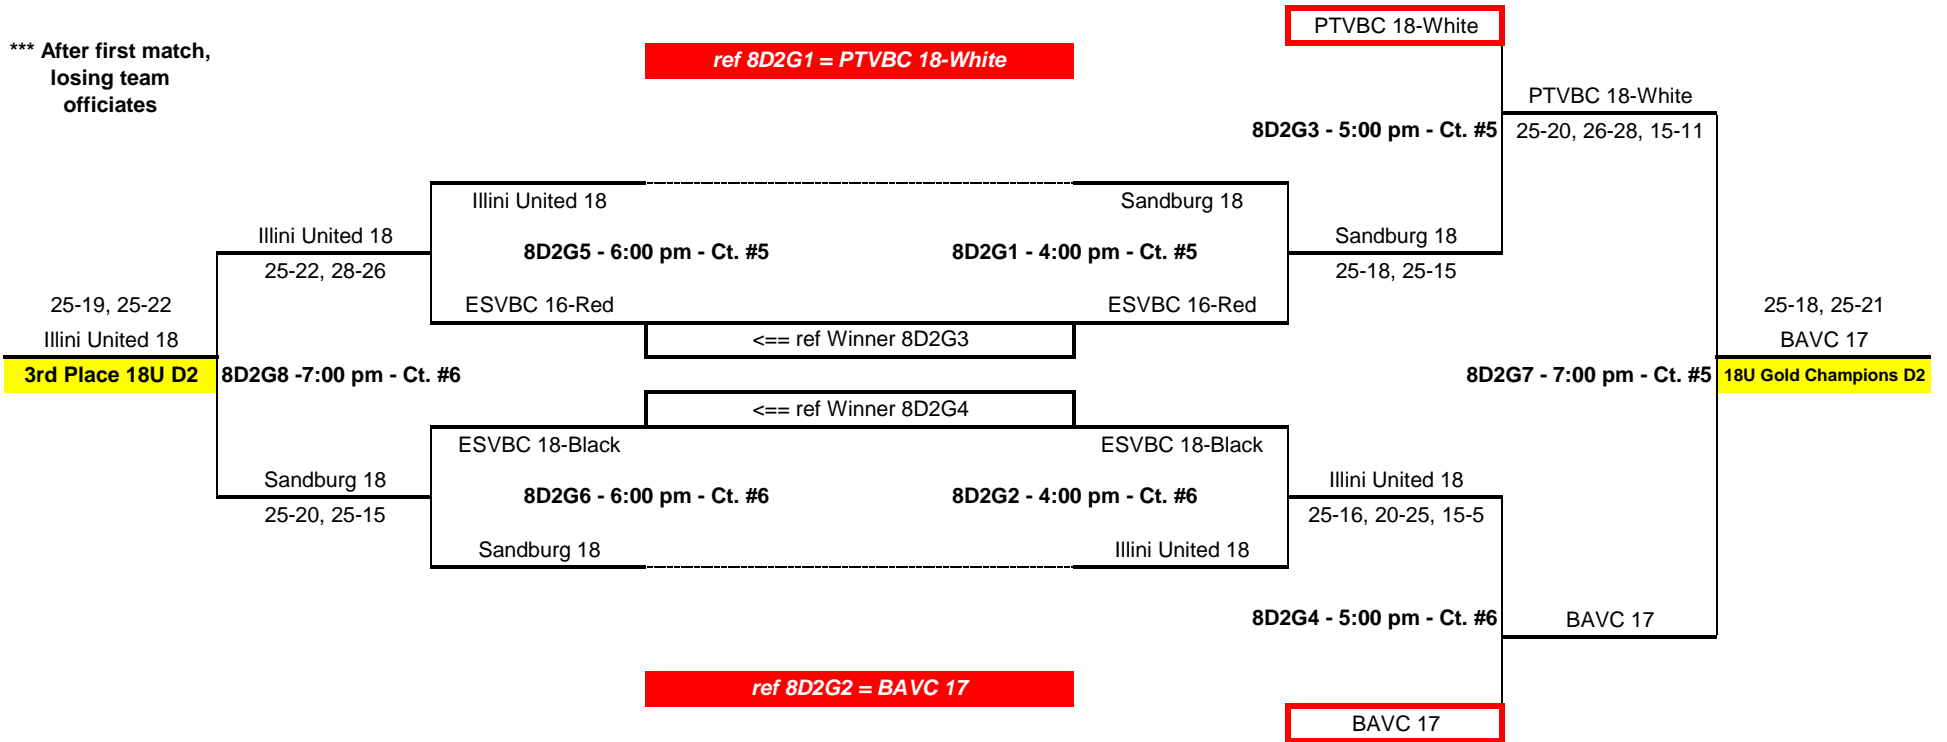 PTVBC 18-White
*** After first match,
losing team
officiates
ref 8D2G1 = PTVBC 18-White
PTVBC 18-White
8D2G3 - 5:00 pm - Ct. #5
25-20, 26-28, 15-11
Illini United 18
Sandburg 18
Illini United 18
8D2G5 - 6:00 pm - Ct. #5
8D2G1 - 4:00 pm - Ct. #5
Sandburg 18
25-22, 28-26
25-18, 25-15
25-19, 25-22
ESVBC 16-Red
ESVBC 16-Red
25-18, 25-21
Illini United 18
<== ref Winner 8D2G3
BAVC 17
3rd Place 18U D2
8D2G8 -7:00 pm - Ct. #6
8D2G7 - 7:00 pm - Ct. #5
18U Gold Champions D2
<== ref Winner 8D2G4
ESVBC 18-Black
ESVBC 18-Black
Sandburg 18
8D2G6 - 6:00 pm - Ct. #6
8D2G2 - 4:00 pm - Ct. #6
Illini United 18
25-20, 25-15
25-16, 20-25, 15-5
Sandburg 18
Illini United 18
8D2G4 - 5:00 pm - Ct. #6
BAVC 17
ref 8D2G2 = BAVC 17
BAVC 17